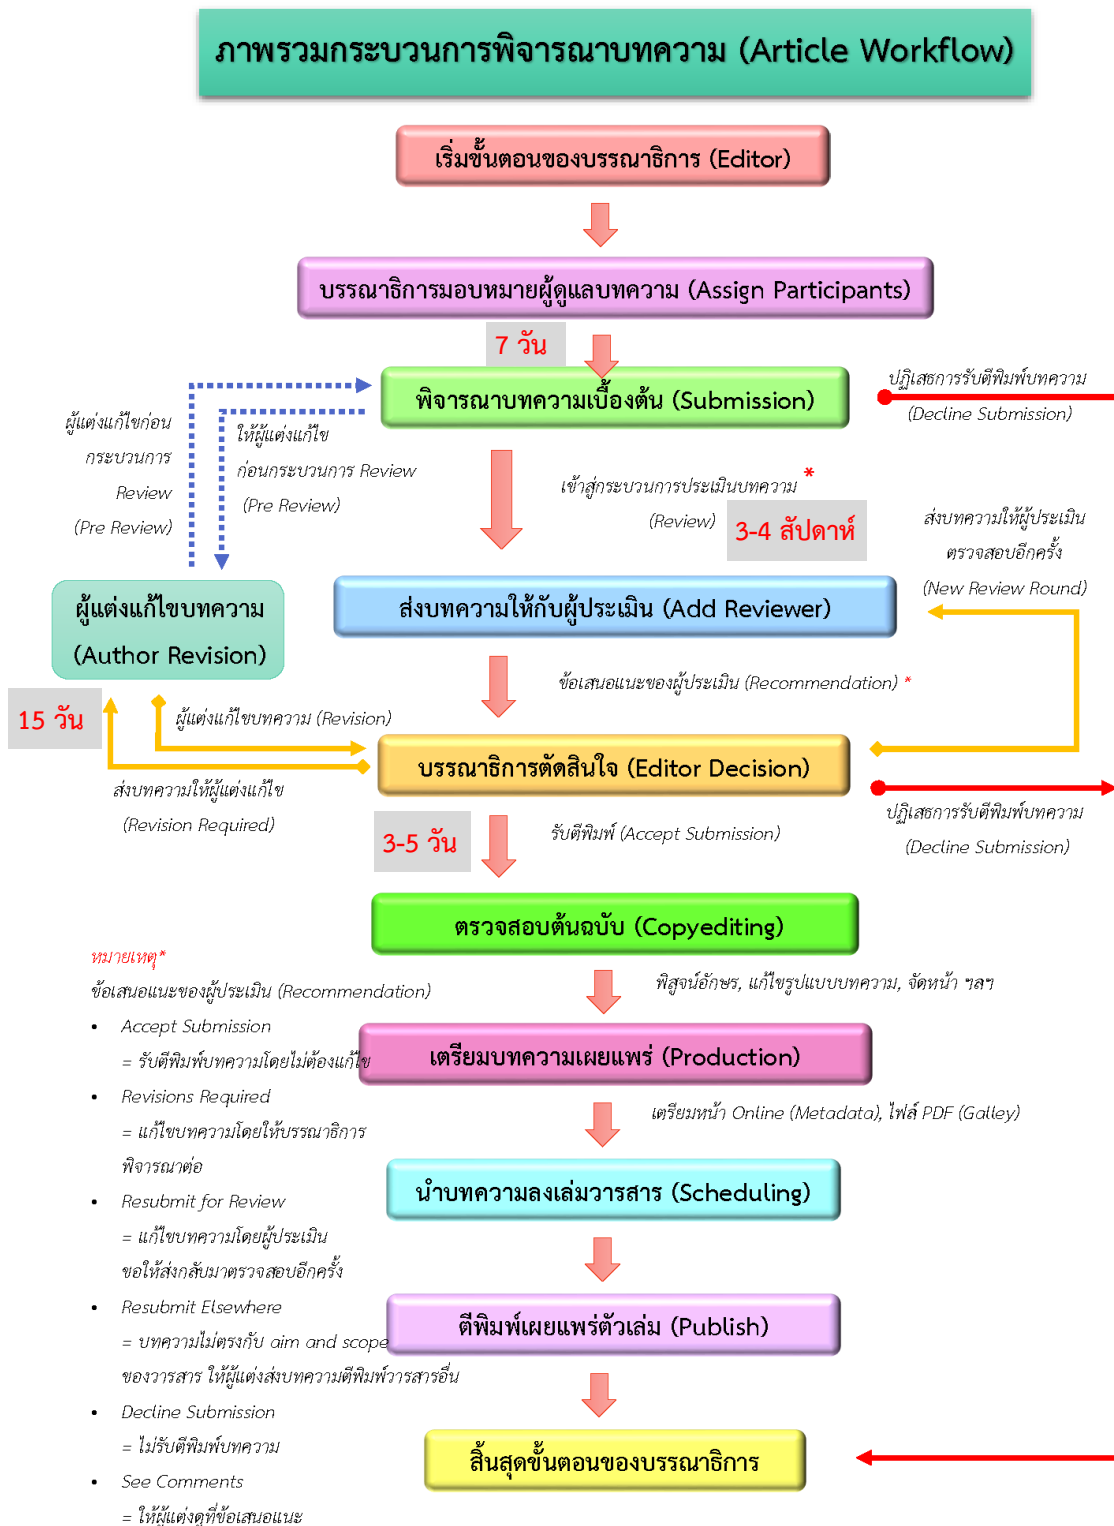 ภาพรวมกระบวนการพิจารณาบทความ (Article Workflow)
เริ่มขั้นตอนของบรรณาธิการ (Editor)
บรรณาธิการมอบหมายผู้ดูแลบทความ (Assign Participants)
7 วัน
พิจารณาบทความเบื้องต้น (Submission)
ปฏิเสธการรับตีพิมพ์บทความ
(Decline Submission)
ผู้แต่งแก้ไขก่อน
กระบวนการ
Review
(Pre Review)
ให้ผู้แต่งแก้ไข
ก่อนกระบวนการ Review
(Pre Review)
เข้าสู่กระบวนการประเมินบทความ *
(Review)
3-4 สัปดาห์
ส่งบทความให้ผู้ประเมิน
ตรวจสอบอีกครั้ง
(New Review Round)
ผู้แต่งแก้ไขบทความ
(Author Revision)
ส่งบทความให้กับผู้ประเมิน (Add Reviewer)
ข้อเสนอแนะของผู้ประเมิน (Recommendation) *
15 วัน
ผู้แต่งแก้ไขบทความ (Revision)
บรรณาธิการตัดสินใจ (Editor Decision)
ส่งบทความให้ผู้แต่งแก้ไข
(Revision Required)
ปฏิเสธการรับตีพิมพ์บทความ
(Decline Submission)
3-5 วัน
รับตีพิมพ์ (Accept Submission)
ตรวจสอบต้นฉบับ (Copyediting)
พิสูจน์อักษร, แก้ไขรูปแบบบทความ, จัดหน้า ฯลฯ
เตรียมบทความเผยแพร่ (Production)
เตรียมหน้า Online (Metadata), ไฟล์ PDF (Galley)
นำบทความลงเล่มวารสาร (Scheduling)
ตีพิมพ์เผยแพร่ตัวเล่ม (Publish)
สิ้นสุดขั้นตอนของบรรณาธิการ
หมายเหตุ*
ข้อเสนอแนะของผู้ประเมิน (Recommendation)
• Accept Submission
= รับตีพิมพ์บทความโดยไม่ต้องแก้ไข
• Revisions Required
= แก้ไขบทความโดยให้บรรณาธิการ
พิจารณาต่อ
• Resubmit for Review
= แก้ไขบทความโดยผู้ประเมิน
ขอให้ส่งกลับมาตรวจสอบอีกครั้ง
• Resubmit Elsewhere
= บทความไม่ตรงกับ aim and scope
ของวารสาร ให้ผู้แต่งส่งบทความตีพิมพ์วารสารอื่น
• Decline Submission
= ไม่รับตีพิมพ์บทความ
• See Comments
= ให้ผู้แต่งดูที่ข้อเสนอแนะ